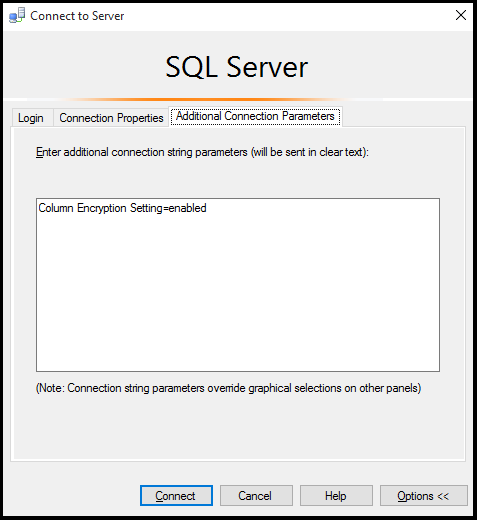 Connect to Server
SQL Server
Login Connection Properties Additional Connection Parameters
Enter additional connection string parameters (will be sent in clear text):
Column Encryption Setting=enabled
(Note: Connection string parameters override graphical selections on other panels)
Connect Cancel Help Options <<